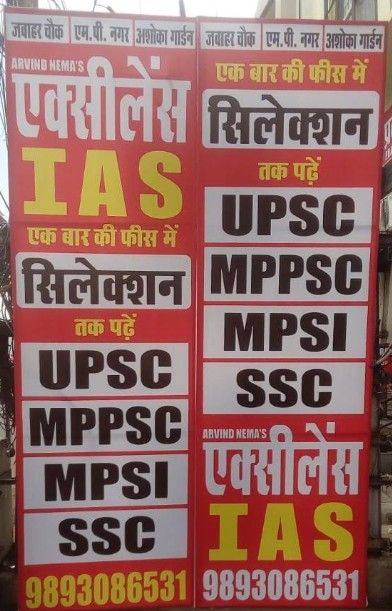 जवाहर चौक एम.पी. नगर अशोका गार्डन
ARVIND NEMA'S
एक्सीलेंस
IAS
एक बार की फीस में
सिलेक्शन
तक पढ़ें
UPSC
MPPSC
MPSI
SSC
9893086531
जवाहर चौक एम.पी. नगर अशोका गार्डन
एक बार की फीस में
सिलेक्शन
तक पढ़ें
UPSC
MPPSC
MPSI
SSC
ARVIND NEMA'S
एक्सीलेंस
IAS
9893086531